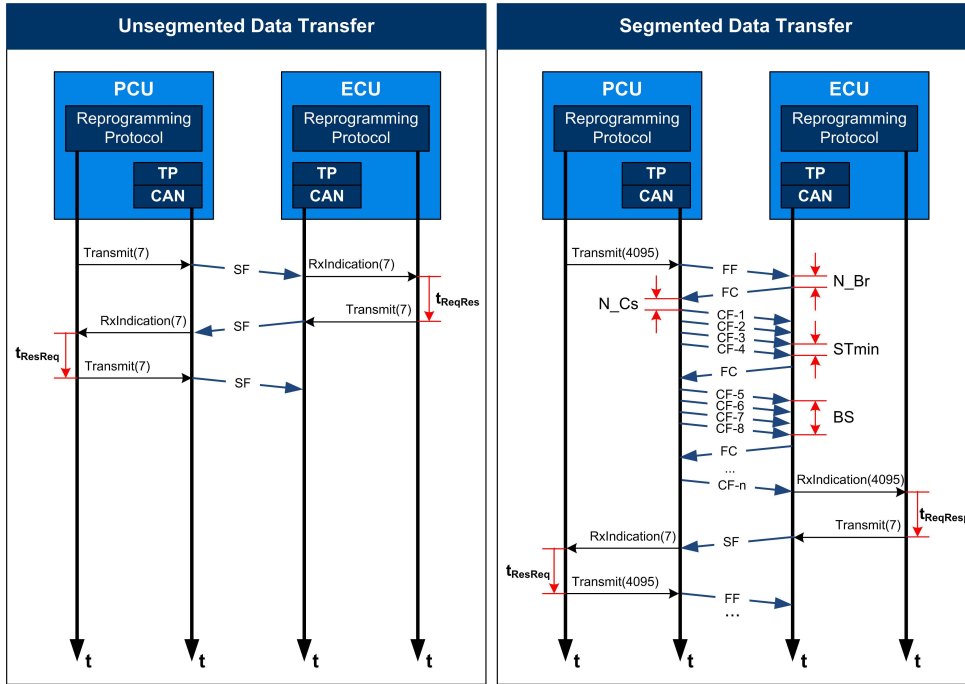 Unsegmented Data Transfer
PCU
Reprogramming
Protocol
TP
CAN
ECU
Reprogramming
Protocol
TP
CAN
Transmit(7)
SF
RxIndication(7)
tReqRes
Transmit(7)
SF
RxIndication(7)
tResReq
Transmit(7)
SF
t
t
t
t
Segmented Data Transfer
PCU
Reprogramming
Protocol
TP
CAN
ECU
Reprogramming
Protocol
TP
CAN
Transmit(4095)
FF
N_Br
FC
N_Cs
CF-1
CF-2
CF-3
CF-4
STmin
FC
CF-5
CF-6
CF-7
CF-8
BS
FC
...
CF-n
RxIndication(4095)
tReqResp
Transmit(7)
SF
RxIndication(7)
tResReq
Transmit(4095)
FF
...
t
t
t
t